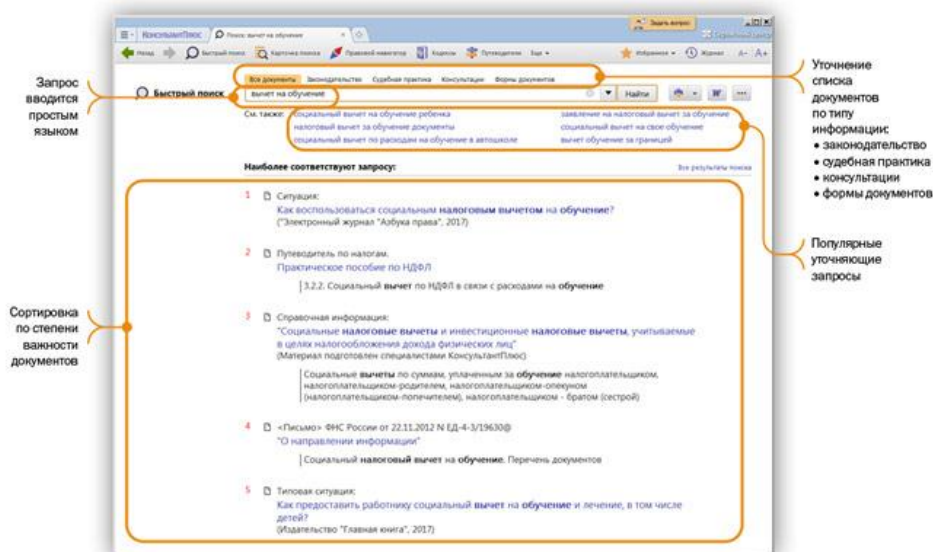 Задать вопрос
КонсультантПлюс
Поиск: вычет на обучение
Сервисный центр
Назад
Быстрый поиск
Карточка поиска
Правовой навигатор
Кодексы
Путеводители
Еще
Избранное
Журнал
A-
A+
Все документы
Законодательство
Судебная практика
Консультации
Формы документов
Быстрый поиск
вычет на обучение
Найти
W
См. также:
социальный вычет на обучение ребенка
заявление на налоговый вычет за обучение
налоговый вычет за обучение документы
социальный вычет на свое обучение
социальный вычет по расходам на обучение в автошколе
вычет обучение за границей
Наиболее соответствуют запросу:
Все результаты поиска
1
Ситуация:
Как воспользоваться социальным налоговым вычетом на обучение?
("Электронный журнал "Азбука права", 2017)
2
Путеводитель по налогам.
Практическое пособие по НДФЛ
3.2.2. Социальный вычет по НДФЛ в связи с расходами на обучение
3
Справочная информация:
"Социальные налоговые вычеты и инвестиционные налоговые вычеты, учитываемые
в целях налогообложения дохода физических лиц"
(Материал подготовлен специалистами КонсультантПлюс)
Социальные вычеты по суммам, уплаченным за обучение налогоплательщиком,
налогоплательщиком-родителем, налогоплательщиком-опекуном
(налогоплательщиком-попечителем), налогоплательщиком - братом (сестрой)
4
<Письмо> ФНС России от 22.11.2012 N ЕД-4-3/19630@
"О направлении информации"
Социальный налоговый вычет на обучение. Перечень документов
5
Типовая ситуация:
Как предоставить работнику социальный вычет на обучение и лечение, в том числе
детей?
(Издательство "Главная книга", 2017)
Запрос
вводится
простым
языком
Сортировка
по степени
важности
документов
Уточнение
списка
документов
по типу
информации:
• законодательство
• судебная практика
• консультации
• формы документов
Популярные
уточняющие
запросы